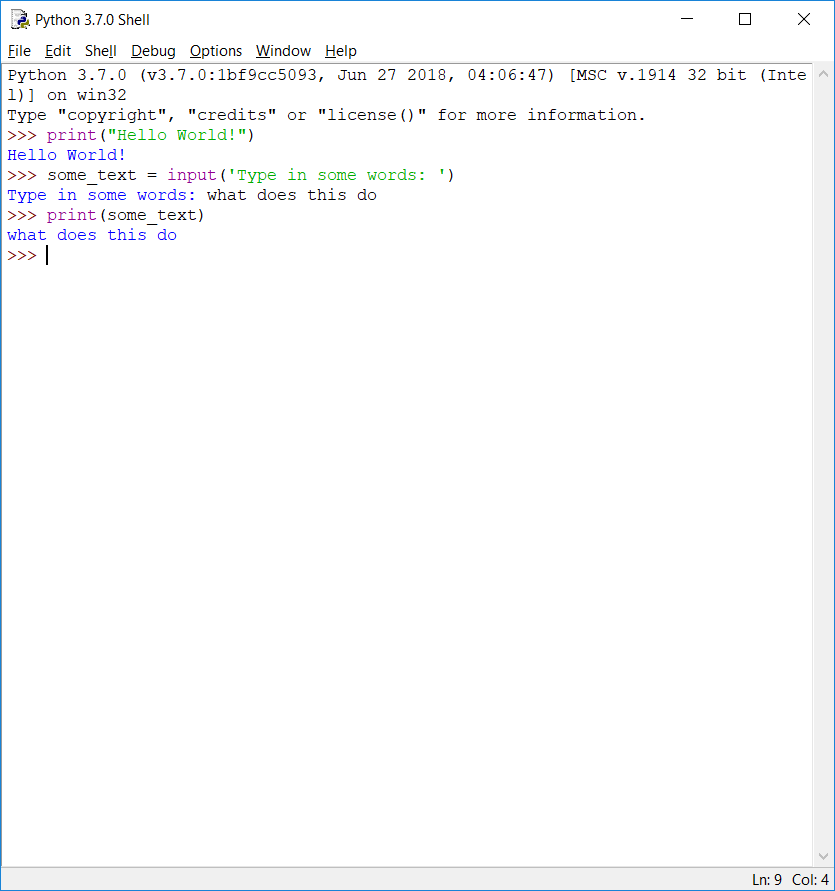 Python 3.7.0 Shell
File Edit Shell Debug Options Window Help
Python 3.7.0 (v3.7.0:1bf9cc5093, Jun 27 2018, 04:06:47) [MSC v.1914 32 bit (Inte
l)] on win32
Type "copyright", "credits" or "license()" for more information.
>>> print("Hello World!")
Hello World!
>>> some_text = input('Type in some words: ')
Type in some words: what does this do
>>> print(some_text)
what does this do
>>>
Ln: 9 Col: 4